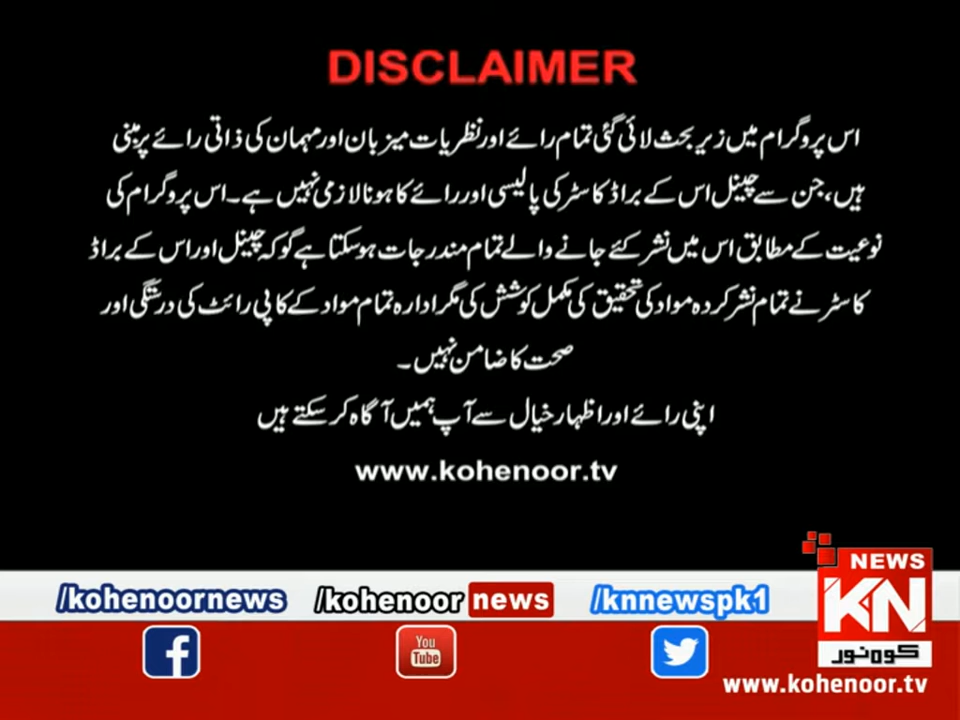 DISCLAIMER
اس پروگرام میں زیرِ بحث لائی گئی تمام رائے اور نظریات میزبان اور مہمان کی ذاتی رائے پر مبنی
ہیں، جن سے چینل اس کے براڈ کاسٹر کی پالیسی اور رائے کا ہونا لازمی نہیں ہے۔ اس پروگرام کی
نوعیت کے مطابق اس میں نشر کئے جانے والے تمام مندرجات ہو سکتا ہے گو کہ چینل اور اس کے براڈ
کاسٹر نے تمام نشر کردہ مواد کی تحقیق کی مکمل کوشش کی مگر ادارہ تمام مواد کے کاپی رائٹ کی درستگی اور
صحت کا ضامن نہیں۔
اپنی رائے اور اظہار خیال سے آپ ہمیں آگاہ کر سکتے ہیں
www.kohenoor.tv
/kohenoornews /kohenoor news /knnewspk1
NEWS
KN
کوہ نور
You
Tube
www.kohenoor.tv